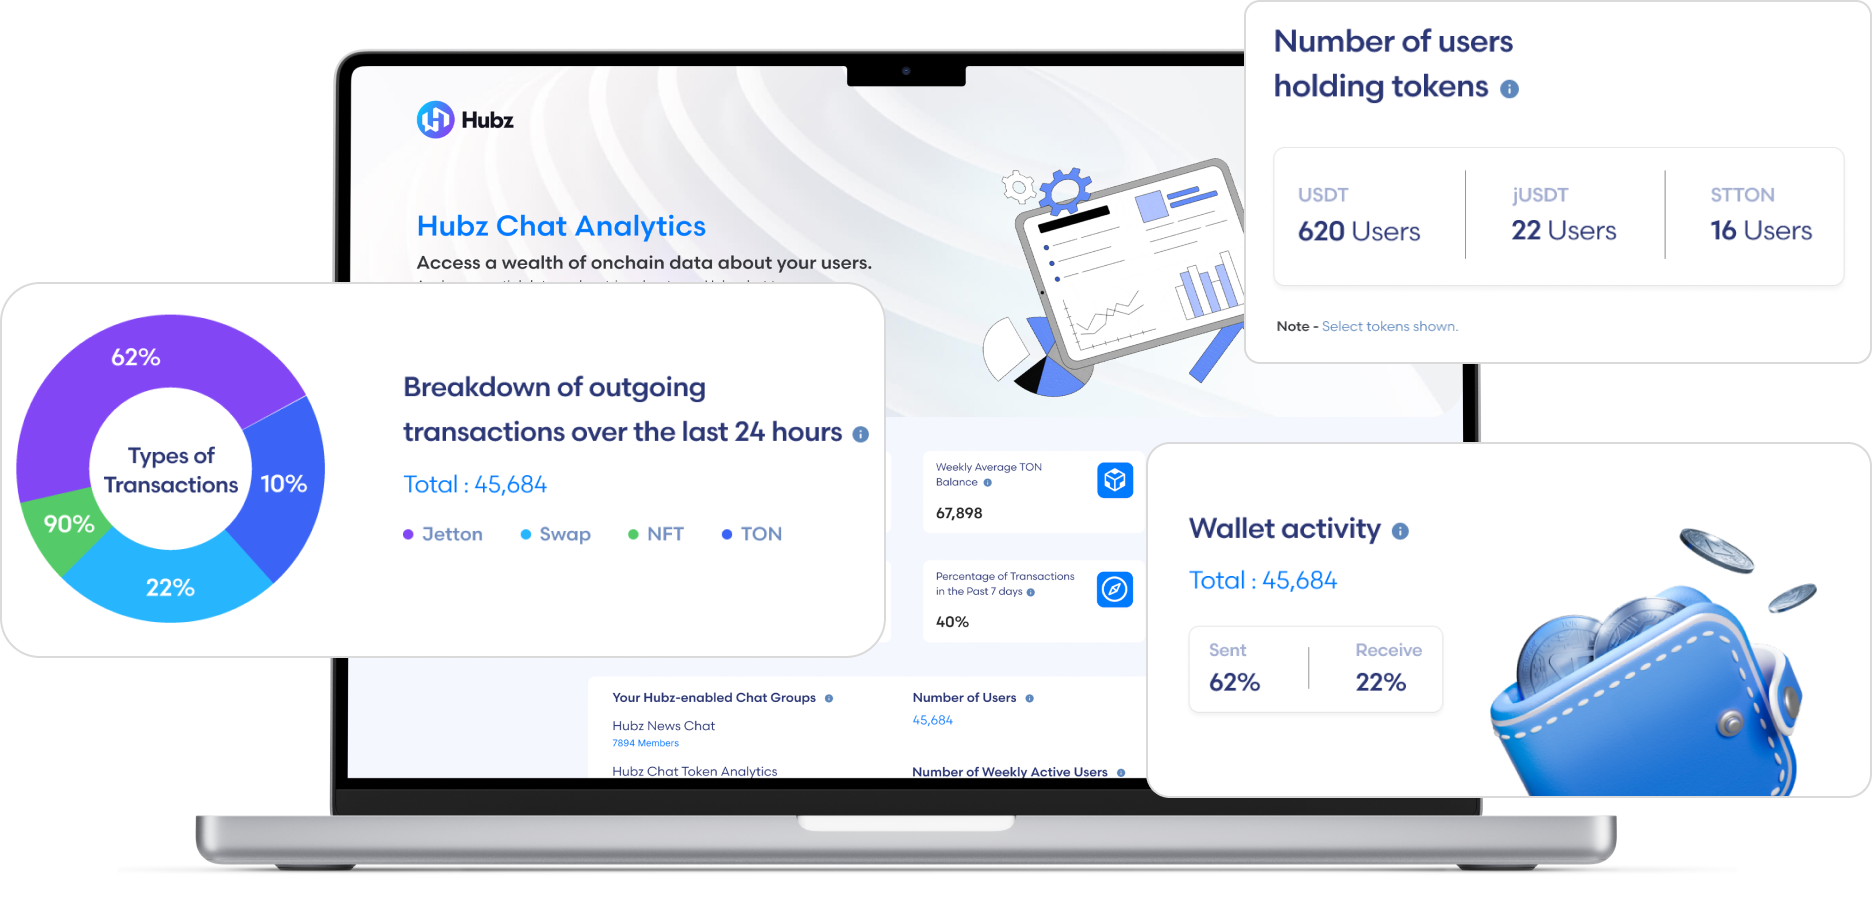 Hubz
Hubz Chat Analytics
Access a wealth of onchain data about your users.
Number of users
holding tokens
USDT
620 Users
jUSDT
22 Users
STTON
16 Users
Note - Select tokens shown.
62%
10%
90%
22%
Types of
Transactions
Breakdown of outgoing
transactions over the last 24 hours
Total : 45,684
Jetton
Swap
NFT
TON
Weekly Average TON
Balance
67,898
Percentage of Transactions
in the Past 7 days
40%
Wallet activity
Total : 45,684
Sent
62%
Receive
22%
Your Hubz-enabled Chat Groups
Hubz News Chat
7894 Members
Hubz Chat Token Analytics
Number of Users
45,684
Number of Weekly Active Users